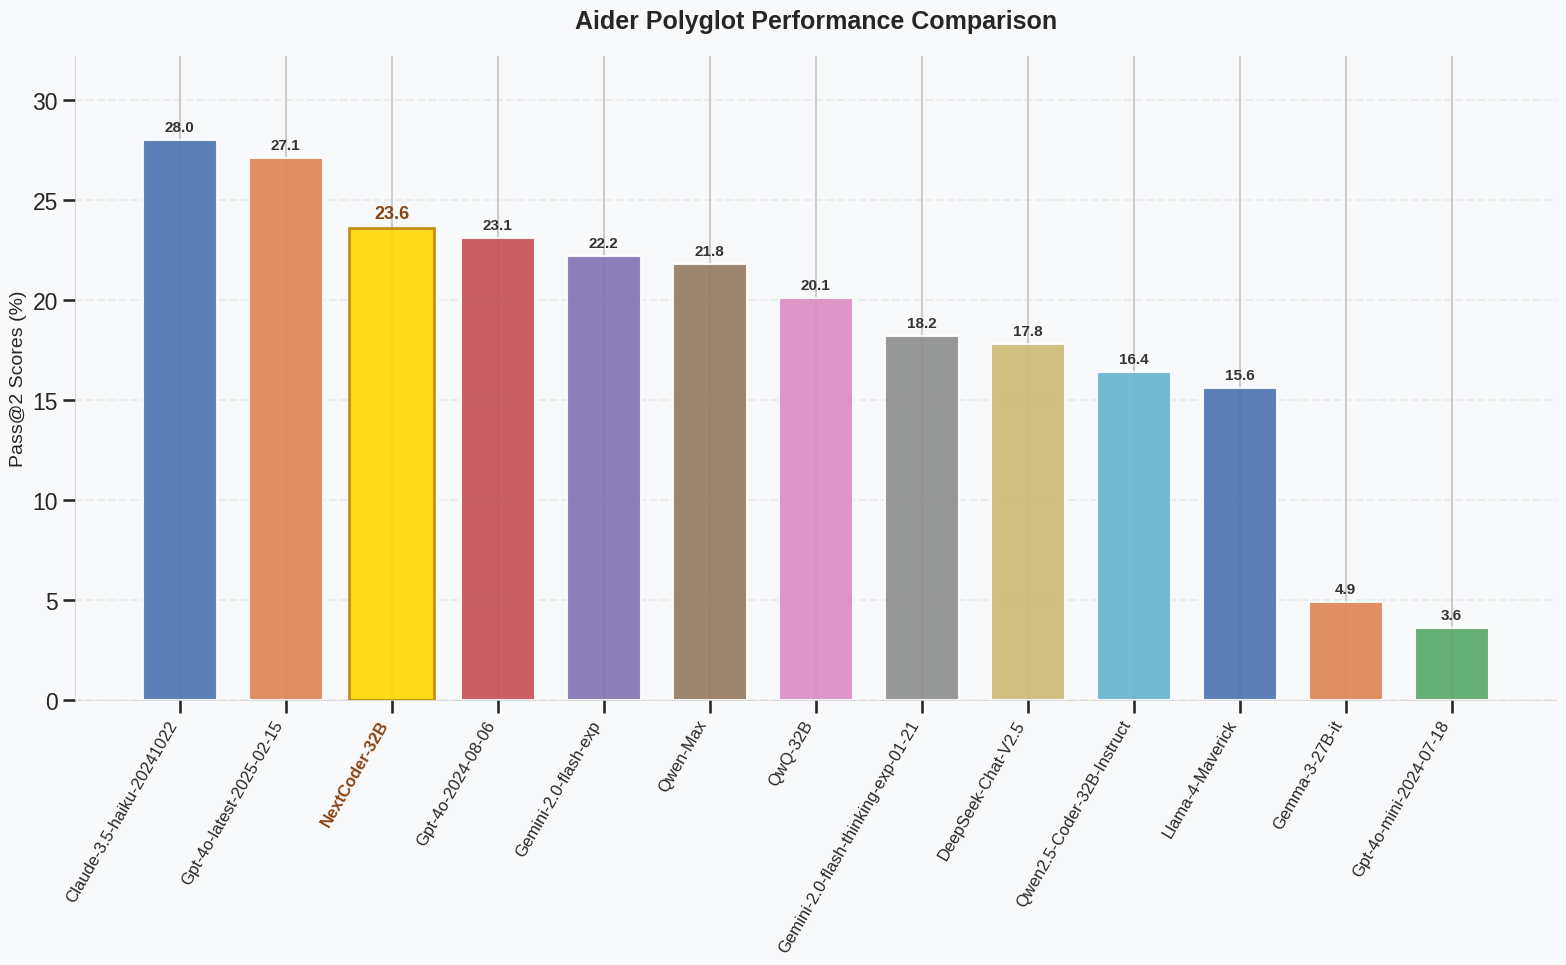 Aider Polyglot Performance Comparison
Pass@2 Scores (%)
30
25
20
15
10
5
0
28.0
27.1
23.6
23.1
22.2
21.8
20.1
18.2
17.8
16.4
15.6
4.9
3.6
Claude-3.5-haiku-20241022
Gpt-4o-latest-2025-02-15
NextCoder-32B
Gpt-4o-2024-08-06
Gemini-2.0-flash-exp
Qwen-Max
QwQ-32B
Gemini-2.0-flash-thinking-exp-01-21
DeepSeek-Chat-V2.5
Qwen2.5-Coder-32B-Instruct
Llama-4-Maverick
Gemma-3-27B-it
Gpt-4o-mini-2024-07-18